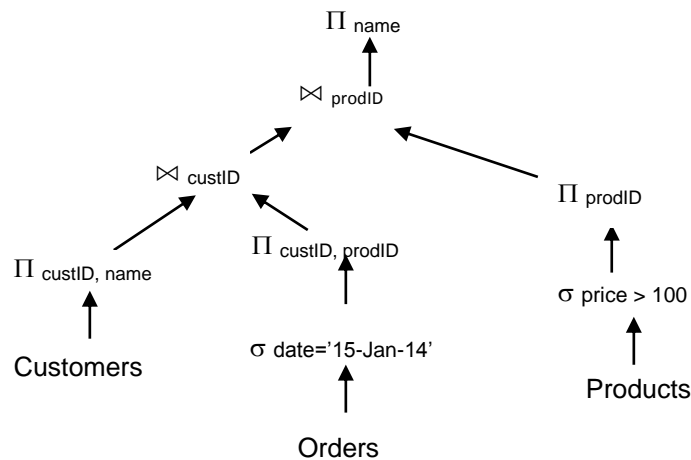 Π name
⋈ prodID
⋈ custID
Π prodID
Π custID, prodID
Π custID, name
σ price > 100
σ date=’15-Jan-14’
Customers
Products
Orders